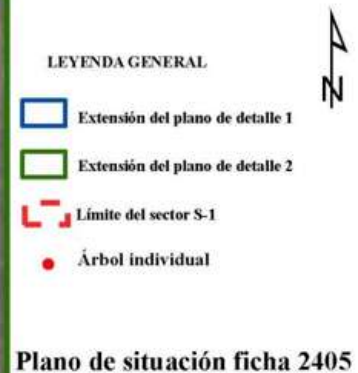 N
LEYENDA GENERAL
Extensión del plano de detalle 1
Extensión del plano de detalle 2
Límite del sector S-1
Árbol individual
Plano de situación ficha 2405